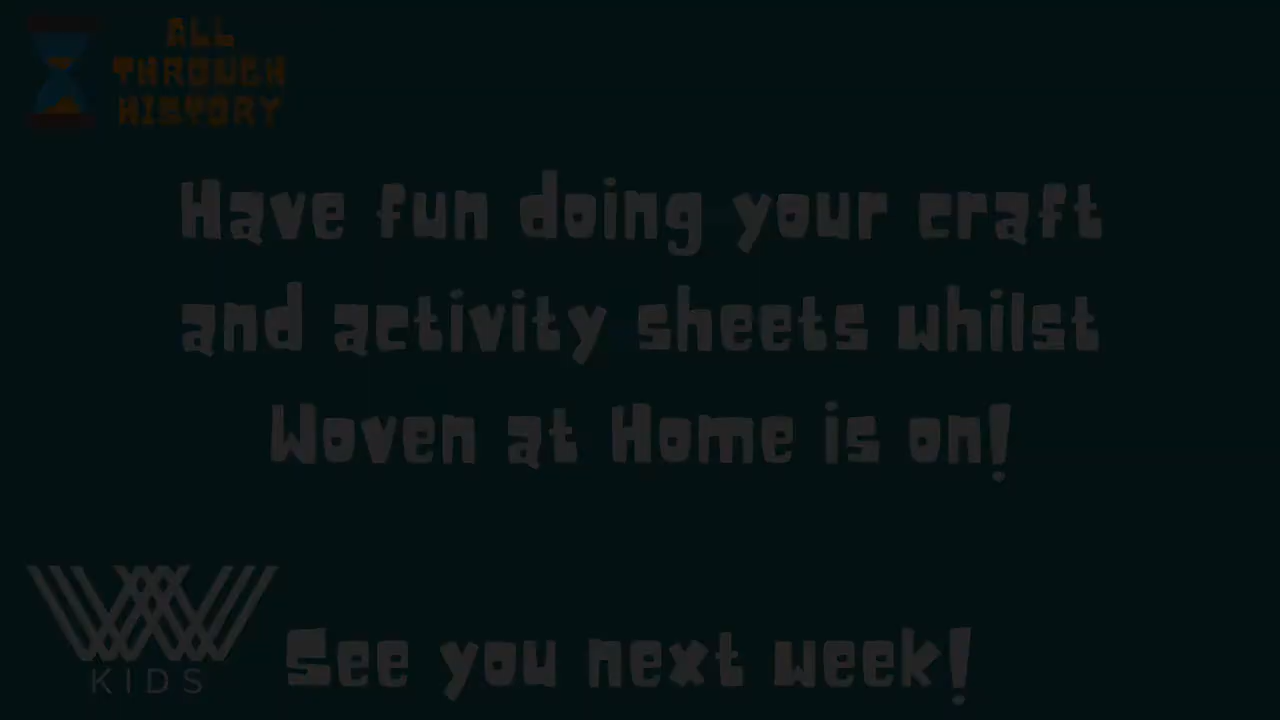 ALL
THROUGH
HISTORY
Have fun doing your craft
and activity sheets whilst
Woven at Home is on!
KIDS
See you next week!